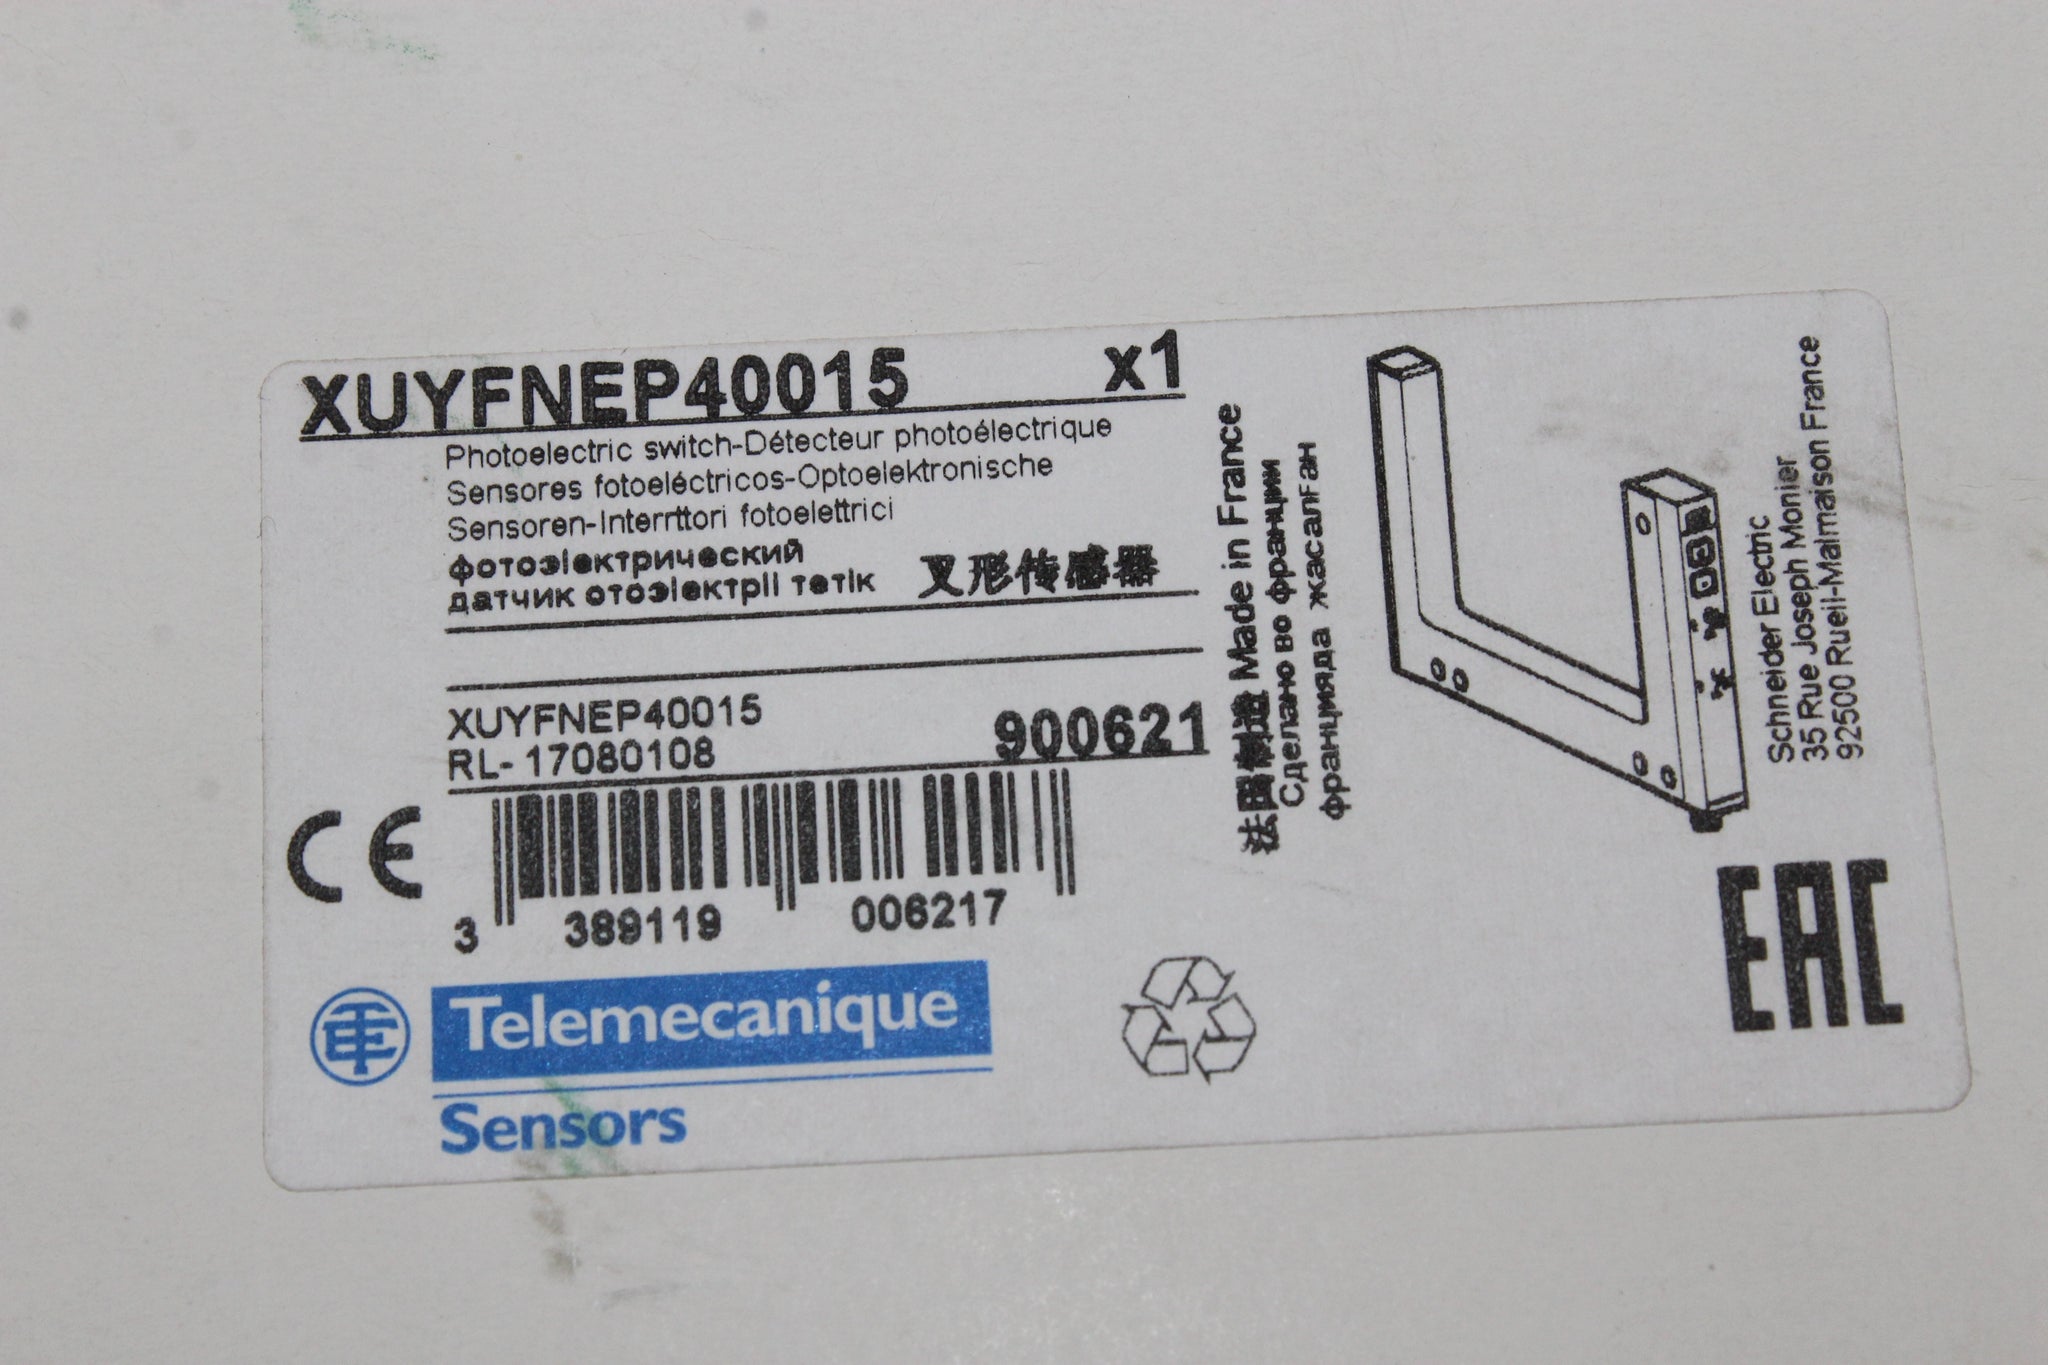 XUYFNEP40015 x1
Photoelectric switch-Détecteur photoélectrique
Sensores fotoeléctricos-Optoelektronische
Sensoren-Interrttori fotoelettrici
фотоэlектрический
датчик отоэlектрlі тетік
叉形传感器
XUYFNEP40015
RL-17080108
900621
3 389119 006217
CE
Telemecanique
Sensors
法国制造 Made in France
Сделано во франции
францияда жасалған
Schneider Electric
35 Rue Joseph Monier
92500 Rueil-Malmaison France
EAC